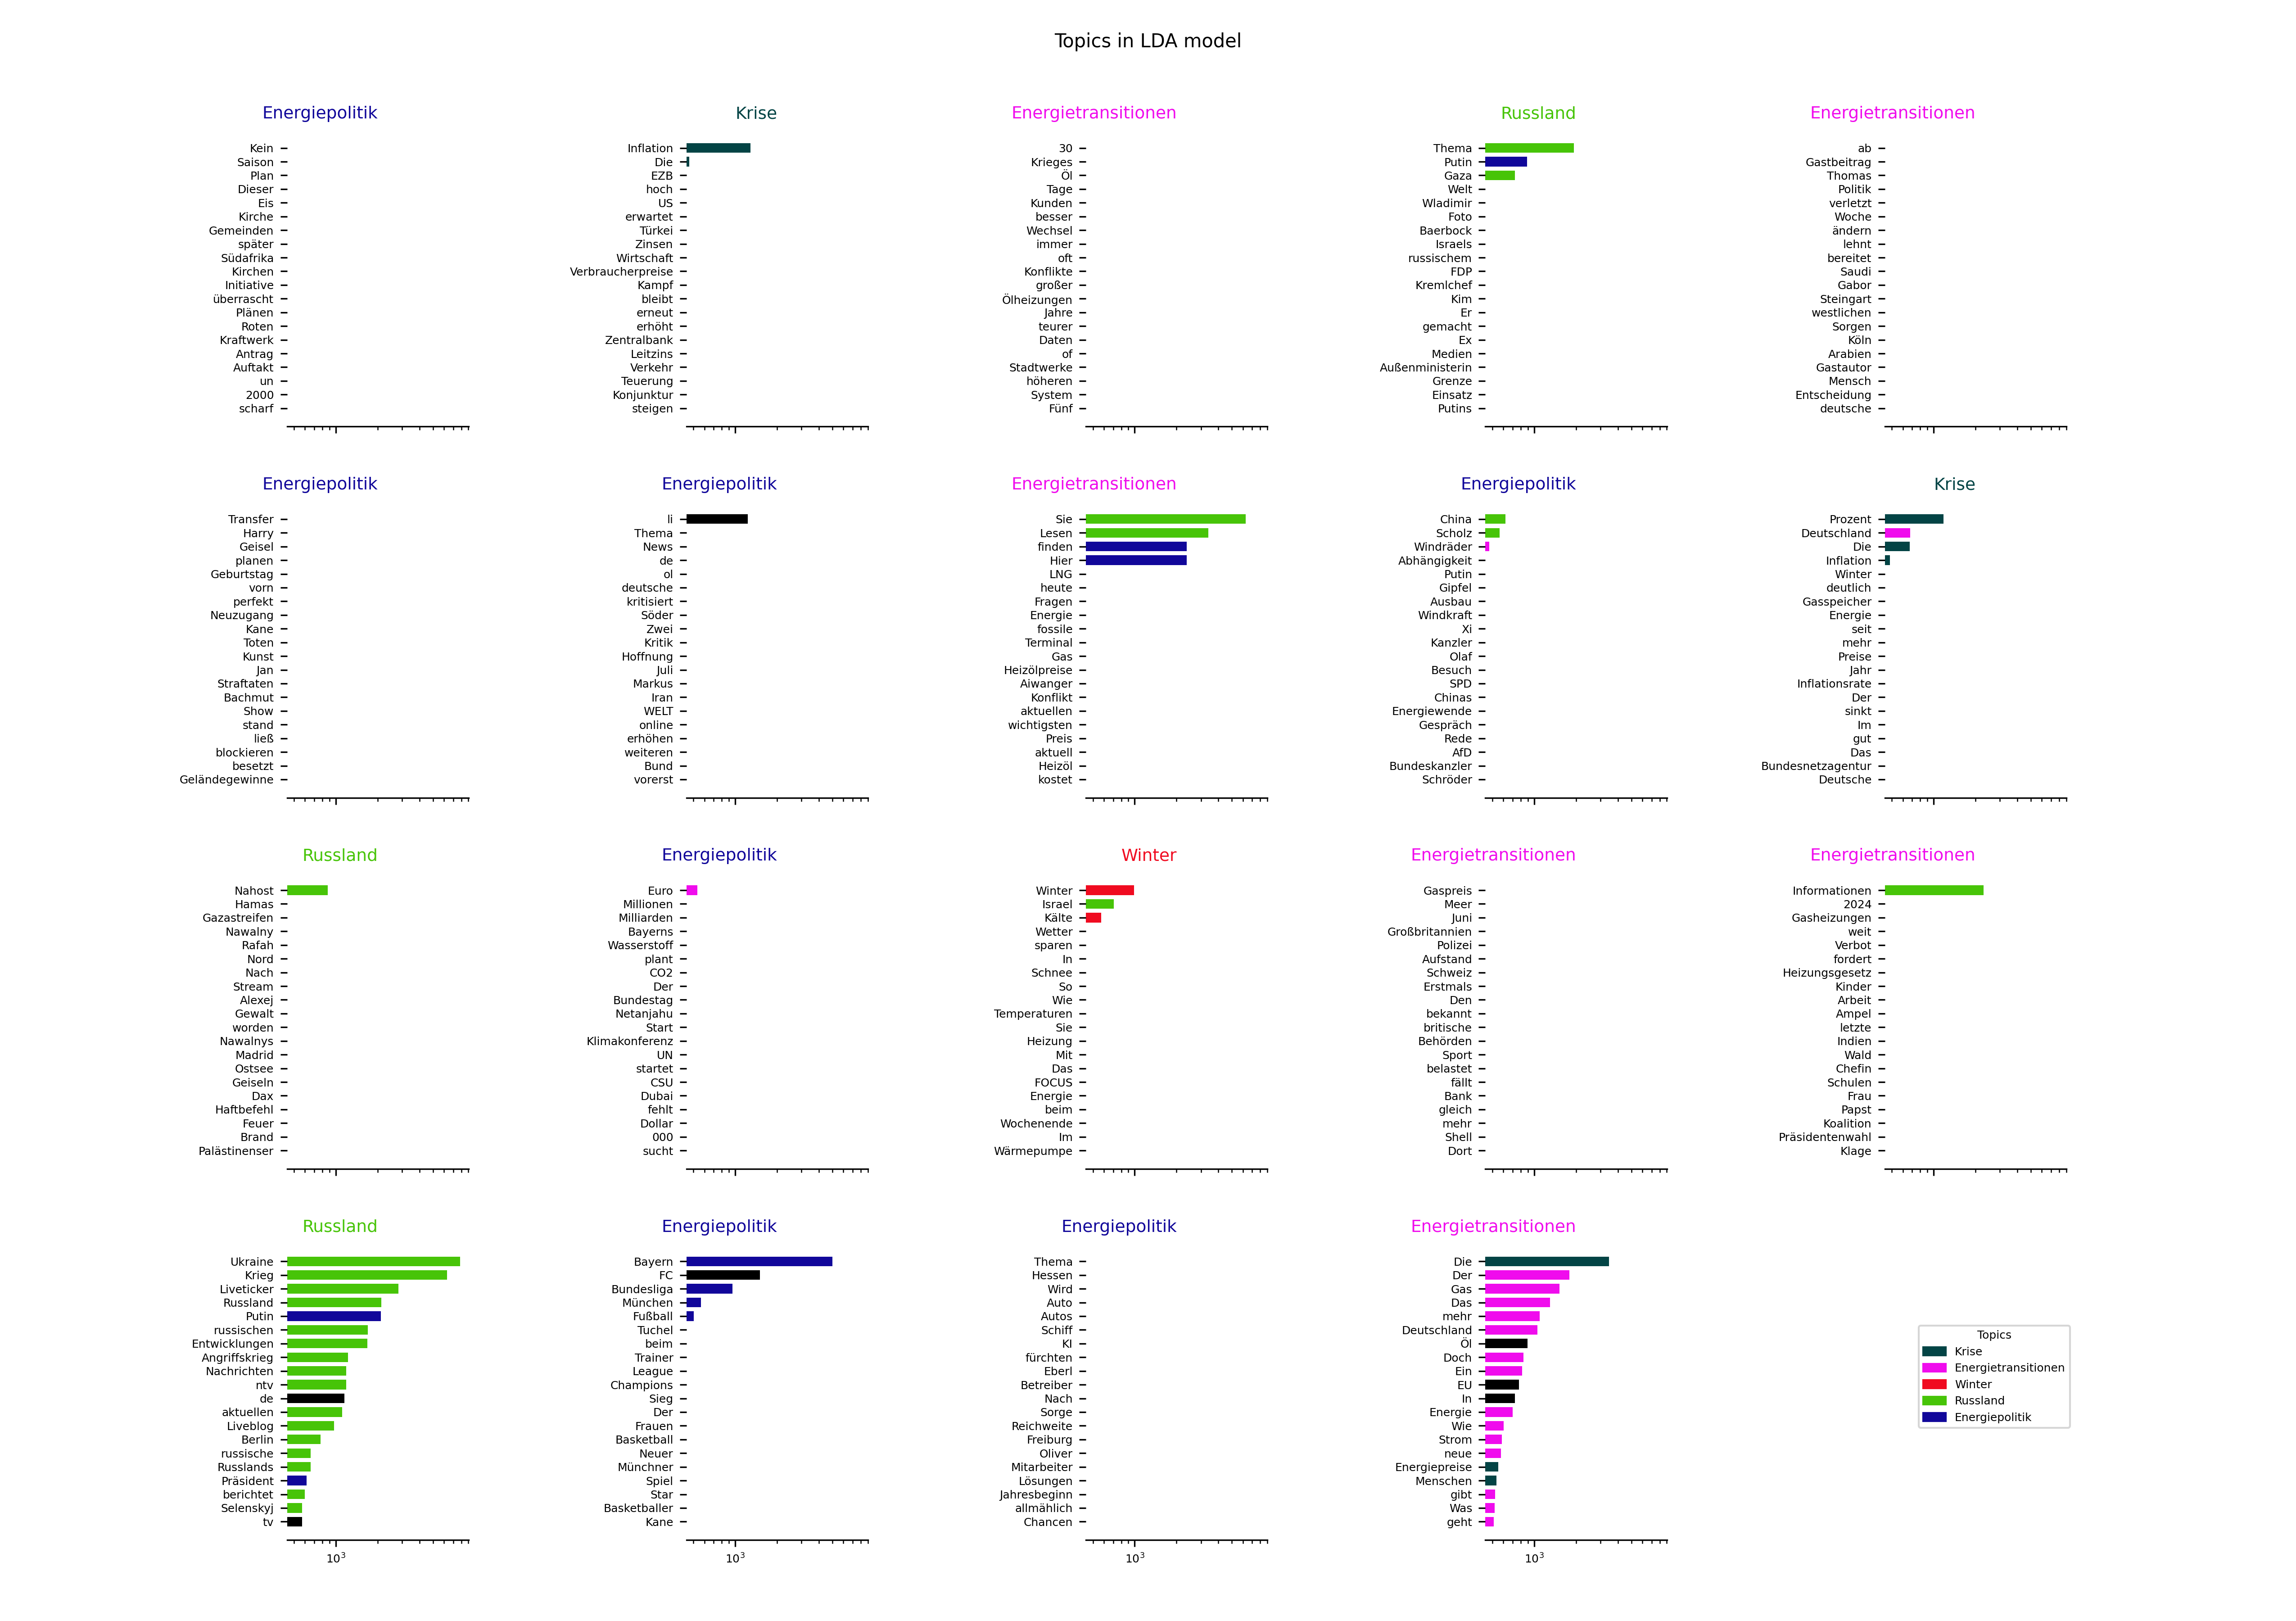 Topics in LDA model
Energiepolitik
Kein
Saison
Plan
Dieser
Eis
Kirche
Gemeinden
später
Südafrika
Kirchen
Initiative
überrascht
Plänen
Roten
Kraftwerk
Antrag
Auftakt
un
2000
scharf
Krise
Inflation
Die
EZB
hoch
US
erwartet
Türkei
Zinsen
Wirtschaft
Verbraucherpreise
Kampf
bleibt
erneut
erhöht
Zentralbank
Leitzins
Verkehr
Teuerung
Konjunktur
steigen
Energietransitionen
30
Krieges
Öl
Tage
Kunden
besser
Wechsel
immer
oft
Konflikte
großer
Ölheizungen
Jahre
teurer
Daten
of
Stadtwerke
höheren
System
Fünf
Russland
Thema
Putin
Gaza
Welt
Wladimir
Foto
Baerbock
Israels
russischem
FDP
Kremlchef
Kim
Er
gemacht
Ex
Medien
Außenministerin
Grenze
Einsatz
Putins
Energietransitionen
ab
Gastbeitrag
Thomas
Politik
verletzt
Woche
ändern
lehnt
bereitet
Saudi
Gabor
Steingart
westlichen
Sorgen
Köln
Arabien
Gastautor
Mensch
Entscheidung
deutsche
Energiepolitik
Transfer
Harry
Geisel
planen
Geburtstag
vorn
perfekt
Neuzugang
Kane
Toten
Kunst
Jan
Straftaten
Bachmut
Show
stand
ließ
blockieren
besetzt
Geländegewinne
Energiepolitik
li
Thema
News
de
ol
deutsche
kritisiert
Söder
Zwei
Kritik
Hoffnung
Juli
Markus
Iran
WELT
online
erhöhen
weiteren
Bund
vorerst
Energietransitionen
Sie
Lesen
finden
Hier
LNG
heute
Fragen
Energie
fossile
Terminal
Gas
Heizölpreise
Aiwanger
Konflikt
aktuellen
wichtigsten
Preis
aktuell
Heizöl
kostet
Energiepolitik
China
Scholz
Windräder
Abhängigkeit
Putin
Gipfel
Ausbau
Windkraft
Xi
Kanzler
Olaf
Besuch
SPD
Chinas
Energiewende
Gespräch
Rede
AfD
Bundeskanzler
Schröder
Krise
Prozent
Deutschland
Die
Inflation
Winter
deutlich
Gasspeicher
Energie
seit
mehr
Preise
Jahr
Inflationsrate
Der
sinkt
Im
gut
Das
Bundesnetzagentur
Deutsche
Russland
Nahost
Hamas
Gazastreifen
Nawalny
Rafah
Nord
Nach
Stream
Alexej
Gewalt
worden
Nawalnys
Madrid
Ostsee
Geiseln
Dax
Haftbefehl
Feuer
Brand
Palästinenser
Energiepolitik
Euro
Millionen
Milliarden
Bayerns
Wasserstoff
plant
CO2
Der
Bundestag
Netanjahu
Start
Klimakonferenz
UN
startet
CSU
Dubai
fehlt
Dollar
000
sucht
Winter
Winter
Israel
Kälte
Wetter
sparen
In
Schnee
So
Wie
Temperaturen
Sie
Heizung
Mit
Das
FOCUS
Energie
beim
Wochenende
Im
Wärmepumpe
Energietransitionen
Gaspreis
Meer
Juni
Großbritannien
Polizei
Aufstand
Schweiz
Erstmals
Den
bekannt
britische
Behörden
Sport
belastet
fällt
Bank
gleich
mehr
Shell
Dort
Energietransitionen
Informationen
2024
Gasheizungen
weit
Verbot
fordert
Heizungsgesetz
Kinder
Arbeit
Ampel
letzte
Indien
Wald
Chefin
Schulen
Frau
Papst
Koalition
Präsidentenwahl
Klage
Russland
Ukraine
Krieg
Liveticker
Russland
Putin
russischen
Entwicklungen
Angriffskrieg
Nachrichten
ntv
de
aktuellen
Liveblog
Berlin
russische
Russlands
Präsident
berichtet
Selenskyj
tv
10³
Energiepolitik
Bayern
FC
Bundesliga
München
Fußball
Tuchel
beim
Trainer
League
Champions
Sieg
Der
Frauen
Basketball
Neuer
Münchner
Spiel
Star
Basketballer
Kane
10³
Energiepolitik
Thema
Hessen
Wird
Auto
Autos
Schiff
KI
fürchten
Eberl
Betreiber
Nach
Sorge
Reichweite
Freiburg
Oliver
Mitarbeiter
Lösungen
Jahresbeginn
allmählich
Chancen
10³
Energietransitionen
Die
Der
Gas
Das
mehr
Deutschland
Öl
Doch
Ein
EU
In
Energie
Wie
Strom
neue
Energiepreise
Menschen
gibt
Was
geht
10³
Topics
Krise
Energietransitionen
Winter
Russland
Energiepolitik